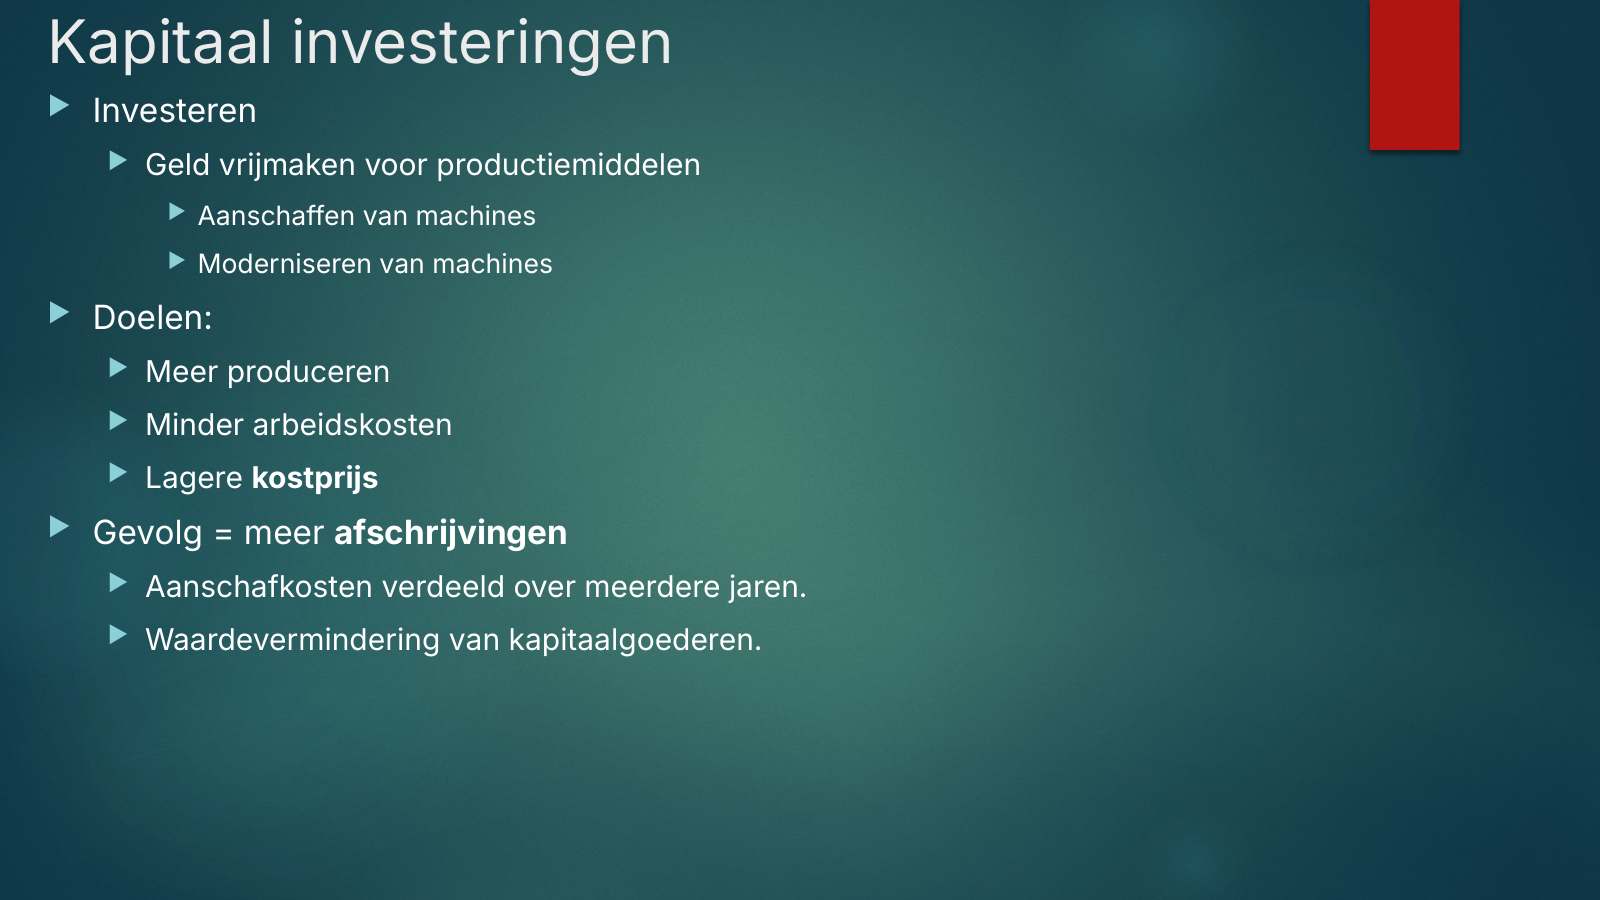 Kapitaal investeringen
Investeren
Geld vrijmaken voor productiemiddelen
Aanschaffen van machines
Moderniseren van machines
Doelen:
Meer produceren
Minder arbeidskosten
Lagere kostprijs
Gevolg = meer afschrijvingen
Aanschafkosten verdeeld over meerdere jaren.
Waardevermindering van kapitaalgoederen.